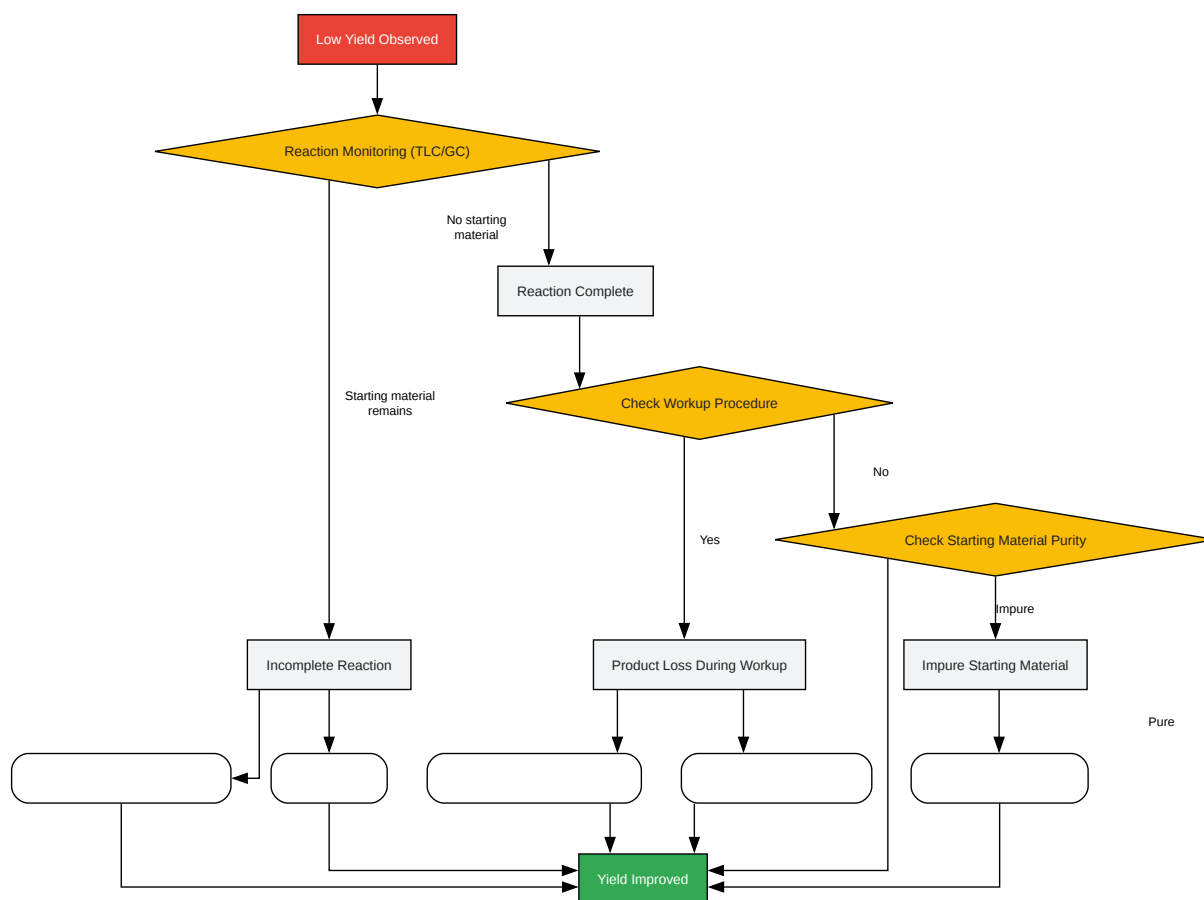 Low Yield Observed
Reaction Monitoring (TLC/GC)
No starting
material
Reaction Complete
Starting material
remains
Check Workup Procedure
No
Yes
Check Starting Material Purity
Impure
Incomplete Reaction
Product Loss During Workup
Impure Starting Material
Pure
Yield Improved